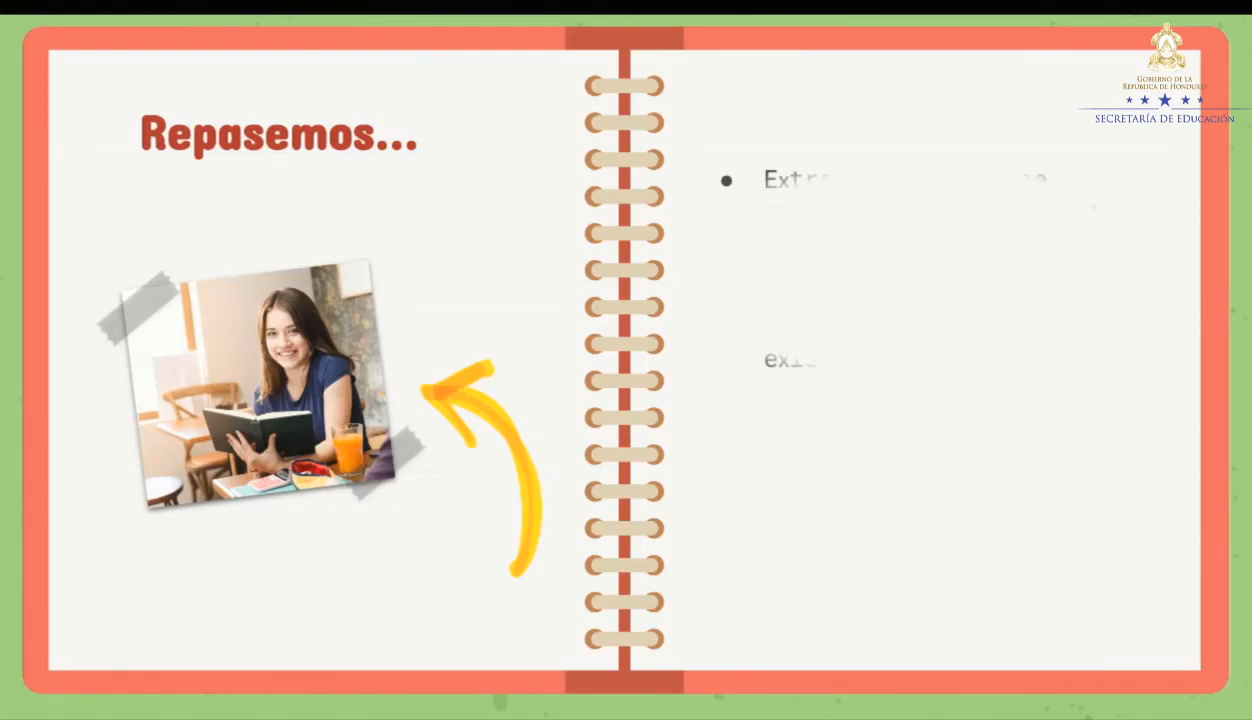 Repasemos...
GOBIERNO DE LA
REPÚBLICA DE HONDURAS
SECRETARÍA DE EDUCACIÓN